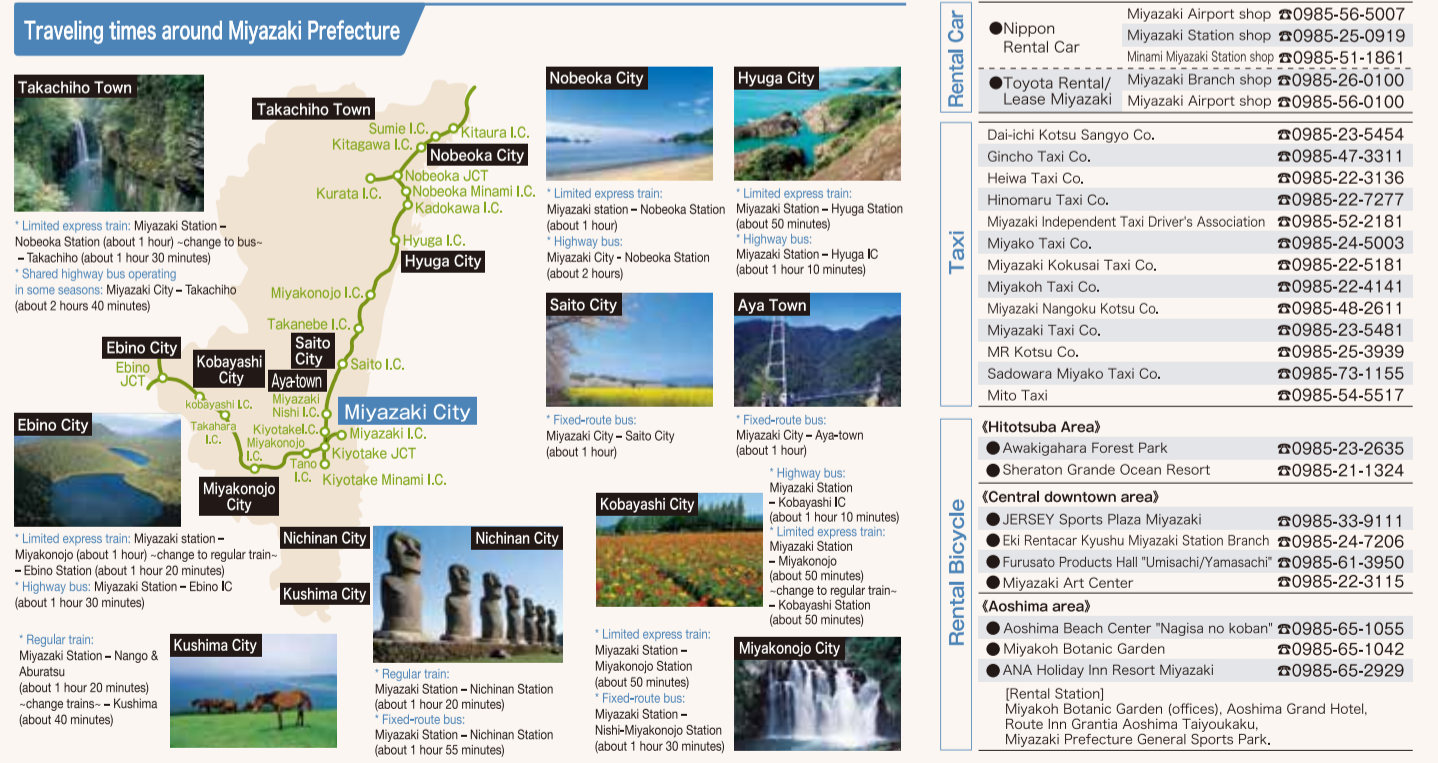 Traveling times around Miyazaki Prefecture
Takachiho Town
* Limited express train: Miyazaki Station –
Nobeoka Station (about 1 hour) ~change to bus~
– Takachiho (about 1 hour 30 minutes)
* Shared highway bus operating
in some seasons: Miyazaki City – Takachiho
(about 2 hours 40 minutes)
Takachiho Town
Sumie I.C.
Kitaura I.C.
Kitagawa I.C.
Nobeoka City
Nobeoka JCT
Kurata I.C.
Nobeoka Minami I.C.
Kadokawa I.C.
Hyuga I.C.
Hyuga City
Miyakonojo I.C.
Takanebe I.C.
Saito
City
Saito I.C.
Ebino City
Ebino
JCT
Kobayashi
City
Aya-town
kobayashi I.C.
Miyazaki
Nishi I.C.
Miyazaki City
Takahara
I.C.
KiyotakeI.C.
Miyazaki I.C.
Miyakonojo
I.C.
Kiyotake JCT
Tano
I.C.
Kiyotake Minami I.C.
Miyakonojo
City
Nichinan City
Kushima City
Ebino City
* Limited express train: Miyazaki station –
Miyakonojo (about 1 hour) ~change to regular train~
– Ebino Station (about 1 hour 20 minutes)
* Highway bus: Miyazaki Station – Ebino IC
(about 1 hour 30 minutes)
* Regular train:
Miyazaki Station – Nango &
Aburatsu
(about 1 hour 20 minutes)
~change trains~ – Kushima
(about 40 minutes)
Kushima City
Nichinan City
* Regular train:
Miyazaki Station – Nichinan Station
(about 1 hour 20 minutes)
* Fixed-route bus:
Miyazaki Station – Nichinan Station
(about 1 hour 55 minutes)
Nobeoka City
* Limited express train:
Miyazaki station – Nobeoka Station
(about 1 hour)
* Highway bus:
Miyazaki City - Nobeoka Station
(about 2 hours)
Hyuga City
* Limited express train:
Miyazaki Station – Hyuga Station
(about 50 minutes)
* Highway bus:
Miyazaki Station – Hyuga IC
(about 1 hour 10 minutes)
Saito City
* Fixed-route bus:
Miyazaki City – Saito City
(about 1 hour)
Aya Town
* Fixed-route bus:
Miyazaki City – Aya-town
(about 1 hour)
Kobayashi City
* Highway bus:
Miyazaki Station
– Kobayashi IC
(about 1 hour 10 minutes)
* Limited express train:
Miyazaki Station
– Miyakonojo
(about 50 minutes)
~change to regular train~
– Kobayashi Station
(about 50 minutes)
* Limited express train:
Miyazaki Station –
Miyakonojo Station
(about 50 minutes)
* Fixed-route bus:
Miyazaki Station –
Nishi-Miyakonojo Station
(about 1 hour 30 minutes)
Miyakonojo City
Rental Car
●Nippon
Rental Car
Miyazaki Airport shop ☎0985-56-5007
Miyazaki Station shop ☎0985-25-0919
Minami Miyazaki Station shop ☎0985-51-1861
●Toyota Rental/
Lease Miyazaki
Miyazaki Branch shop ☎0985-26-0100
Miyazaki Airport shop ☎0985-56-0100
Taxi
Dai-ichi Kotsu Sangyo Co. ☎0985-23-5454
Gincho Taxi Co. ☎0985-47-3311
Heiwa Taxi Co. ☎0985-22-3136
Hinomaru Taxi Co. ☎0985-22-7277
Miyazaki Independent Taxi Driver's Association ☎0985-52-2181
Miyako Taxi Co. ☎0985-24-5003
Miyazaki Kokusai Taxi Co. ☎0985-22-5181
Miyakoh Taxi Co. ☎0985-22-4141
Miyazaki Nangoku Kotsu Co. ☎0985-48-2611
Miyazaki Taxi Co. ☎0985-23-5481
MR Kotsu Co. ☎0985-25-3939
Sadowara Miyako Taxi Co. ☎0985-73-1155
Mito Taxi ☎0985-54-5517
Rental Bicycle
《Hitotsuba Area》
●Awakigahara Forest Park ☎0985-23-2635
●Sheraton Grande Ocean Resort ☎0985-21-1324
《Central downtown area》
●JERSEY Sports Plaza Miyazaki ☎0985-33-9111
●Eki Rentacar Kyushu Miyazaki Station Branch ☎0985-24-7206
●Furusato Products Hall "Umisachi/Yamasachi" ☎0985-61-3950
●Miyazaki Art Center ☎0985-22-3115
《Aoshima area》
●Aoshima Beach Center "Nagisa no koban" ☎0985-65-1055
●Miyakoh Botanic Garden ☎0985-65-1042
●ANA Holiday Inn Resort Miyazaki ☎0985-65-2929
[Rental Station]
Miyakoh Botanic Garden (offices), Aoshima Grand Hotel,
Route Inn Grantia Aoshima Taiyoukaku,
Miyazaki Prefecture General Sports Park.